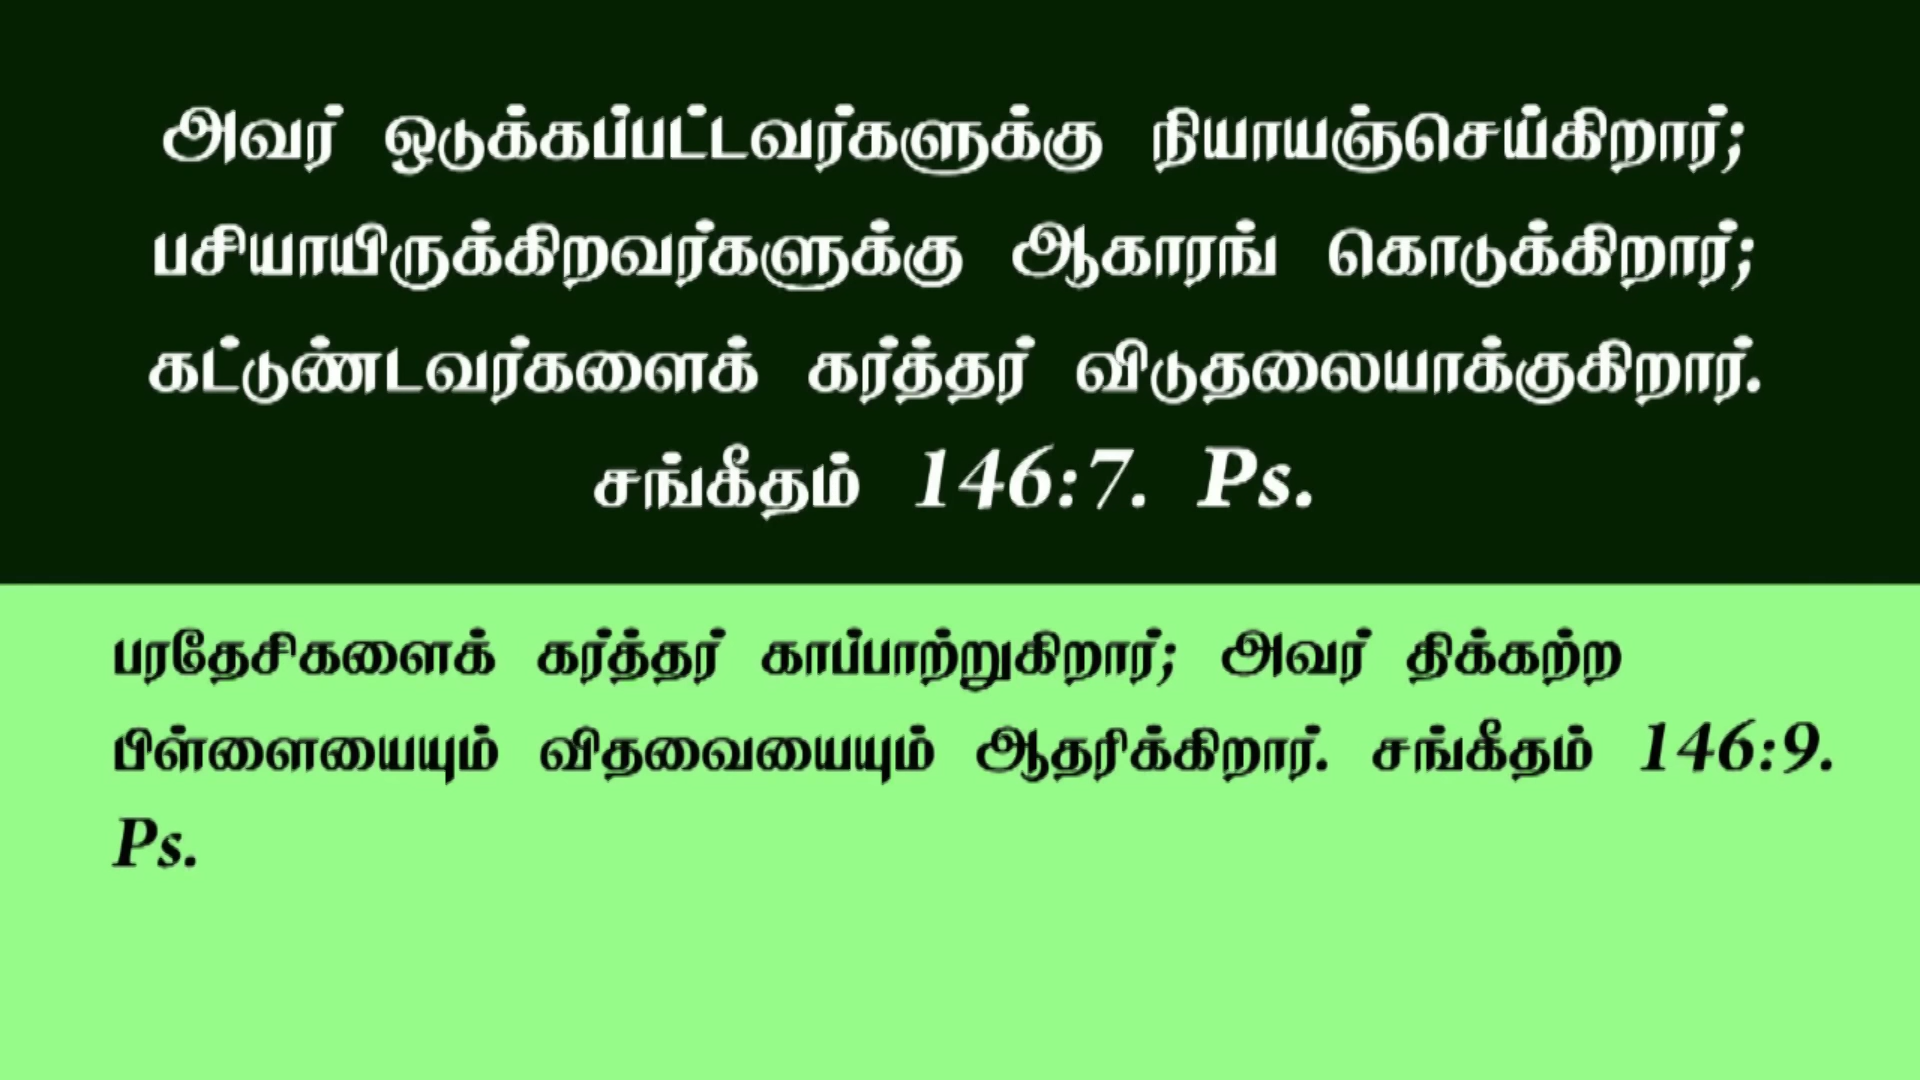 அவர் ஒடுக்கப்பட்டவர்களுக்கு நியாயஞ்செய்கிறார்;
பசியாயிருக்கிறவர்களுக்கு ஆகாரங் கொடுக்கிறார்;
கட்டுண்டவர்களைக் கர்த்தர் விடுதலையாக்குகிறார்.
சங்கீதம் 146:7. Ps.
பரதேசிகளைக் கர்த்தர் காப்பாற்றுகிறார்; அவர் திக்கற்ற
பிள்ளையையும் விதவையையும் ஆதரிக்கிறார். சங்கீதம் 146:9.
Ps.